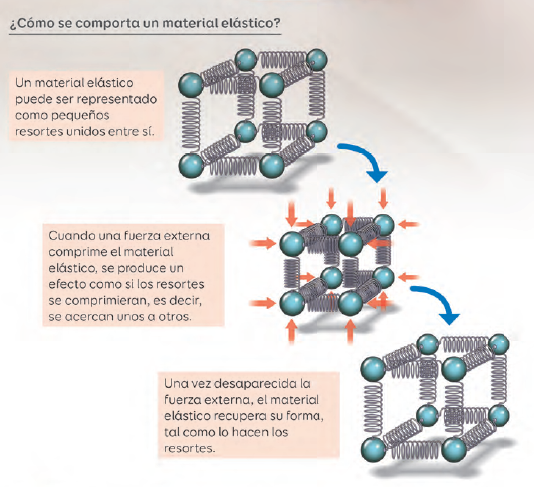 ¿Cómo se comporta un material elástico?
Un material elástico
puede ser representado
como pequeños
resortes unidos entre sí.
Cuando una fuerza externa
comprime el material
elástico, se produce un
efecto como si los resortes
se comprimieran, es decir,
se acercan unos a otros.
Una vez desaparecida la
fuerza externa, el material
elástico recupera su forma,
tal como lo hacen los
resortes.